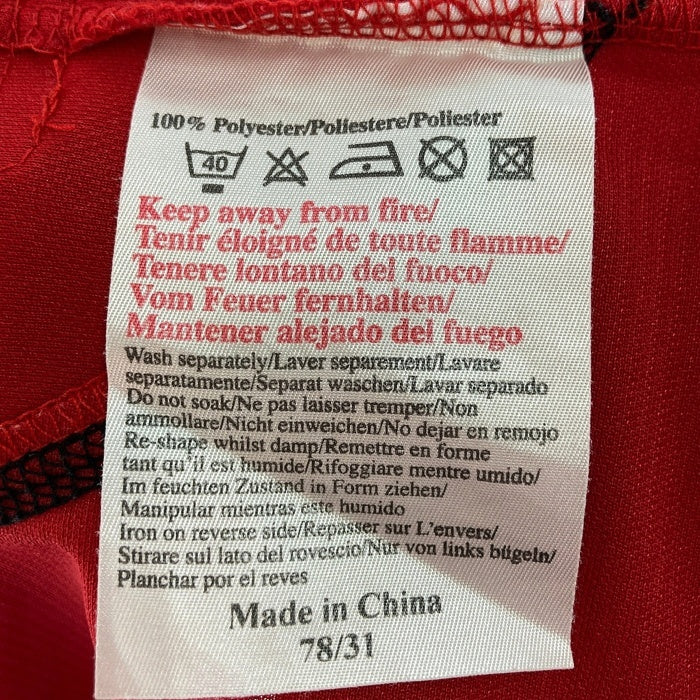 100% Polyester/Poliestere/Poliester
40
Keep away from fire/
Tenir éloigné de toute flamme/
Tenere lontano del fuoco/
Vom Feuer fernhalten/
Mantener alejado del fuego
Wash separately/Laver separement/Lavare
separatamente/Separat waschen/Lavar separado
Do not soak/Ne pas laisser tremper/Non
ammollare/Nicht einweichen/No dejar en remojo
Re-shape whilst damp/Remettre en forme
tant qu'il est humide/Rifoggiare mentre umido/
Im feuchten Zustand in Form ziehen/
Manipular mientras este humido
Iron on reverse side/Repasser sur L'envers/
Stirare sul lato del rovescio/Nur von links bügeln/
Planchar por el reves
Made in China
78/31